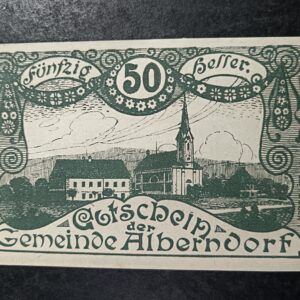 Fünfzig 50 Heller.
Gutschein
der
Gemeinde Alberndorf